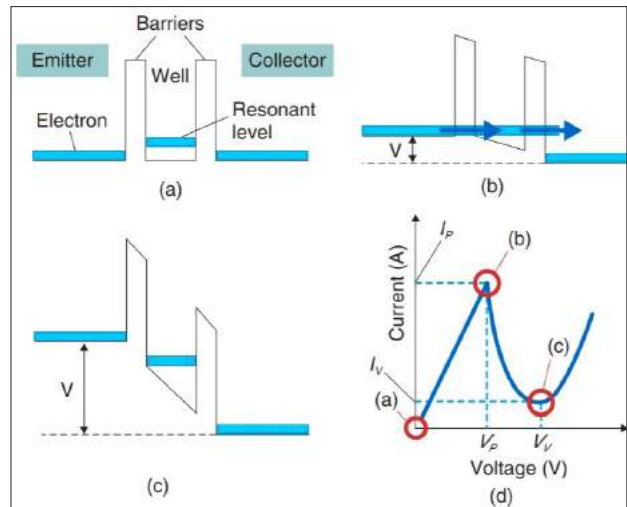 Barriers
Emitter
Well
Collector
Electron
Resonant
level
(a)
V
(b)
V
(c)
Current (A)
I_P
(b)
I_V
(a)
(c)
V_P
V_V
Voltage (V)
(d)